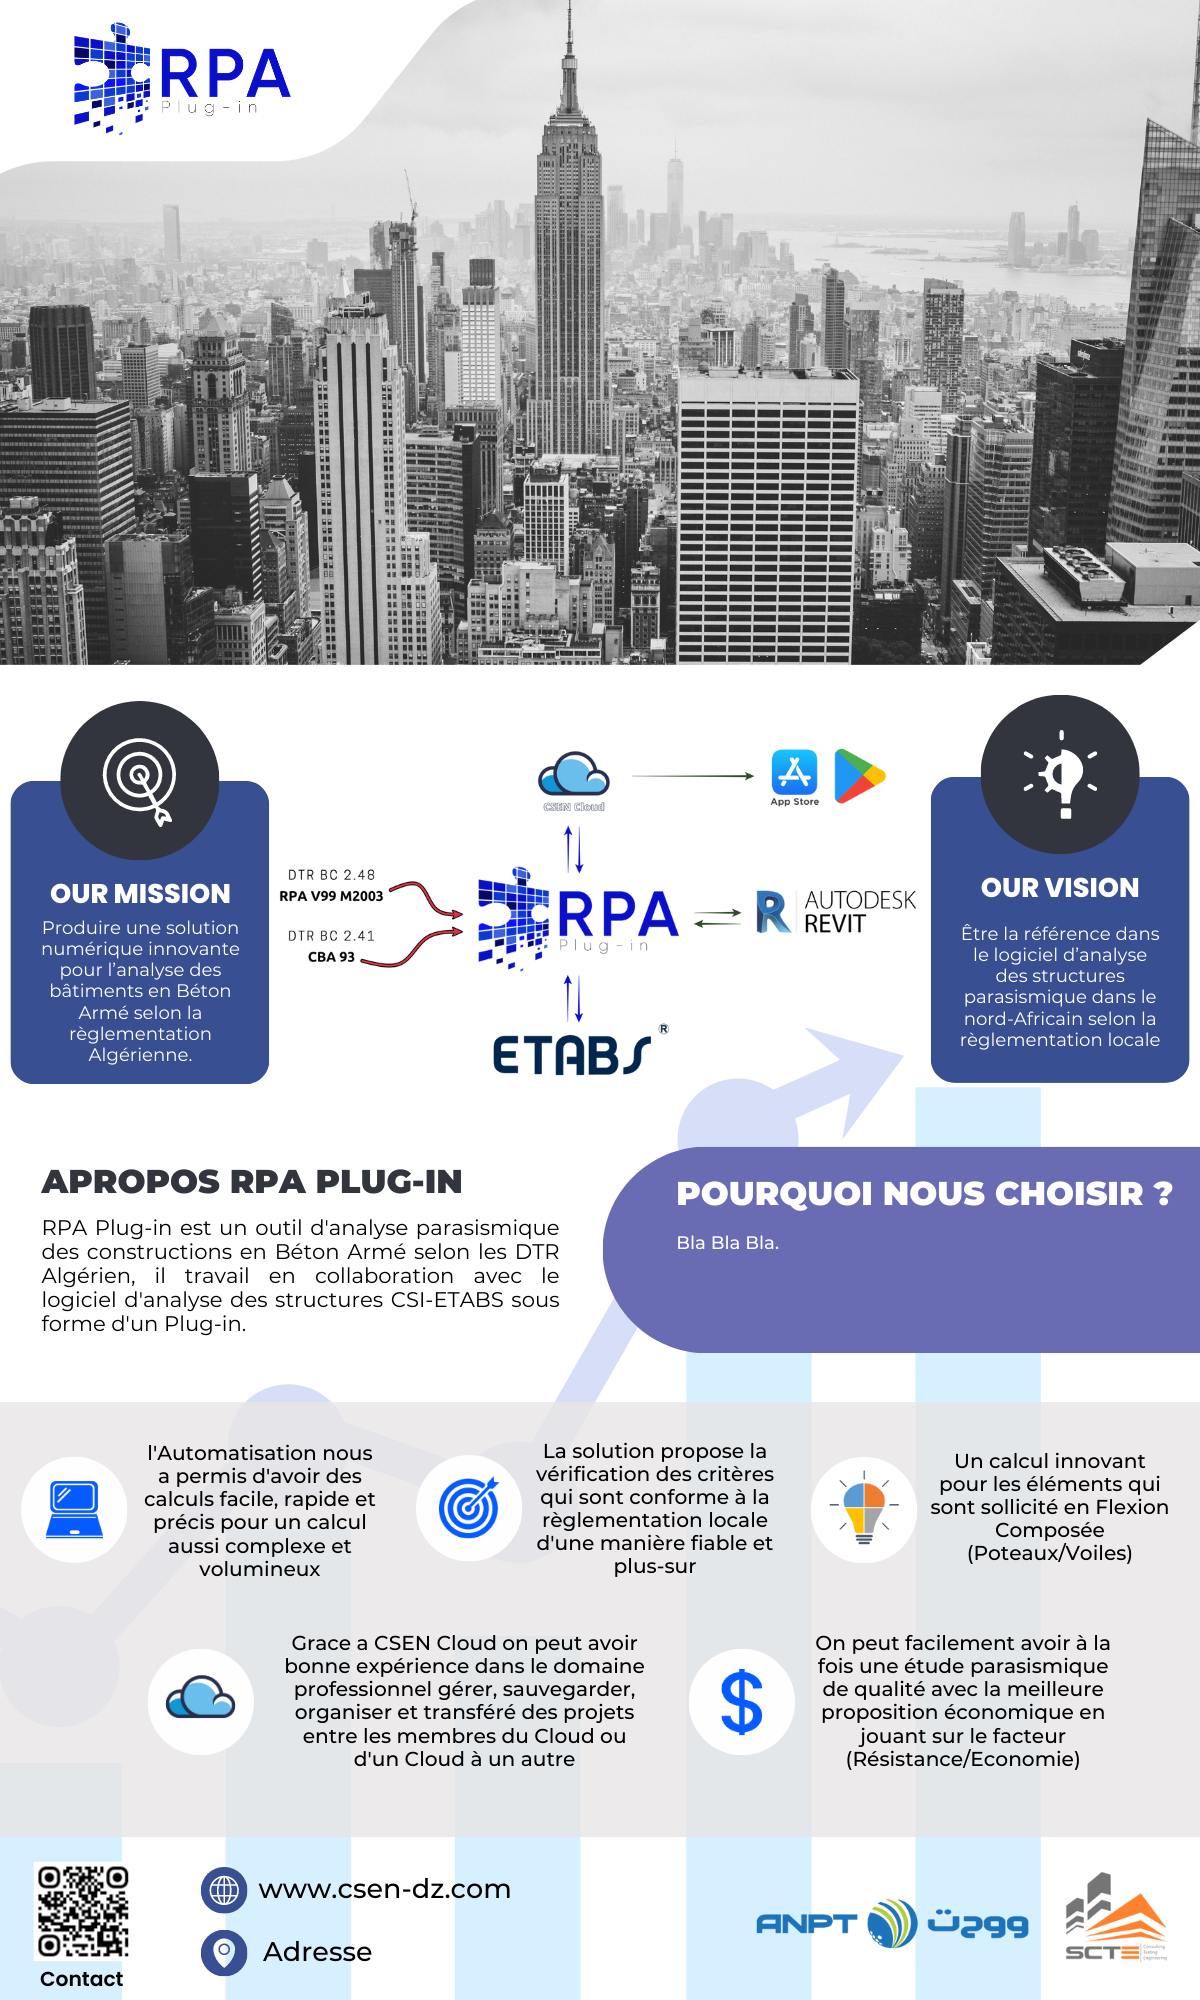 RPA
Plug-in
CSEN Cloud
App Store
OUR MISSION
Produire une solution
numérique innovante
pour l'analyse des
bâtiments en Béton
Armé selon la
règlementation
Algérienne.
DTR BC 2.48
RPA V99 M2003
DTR BC 2.41
CBA 93
RPA
Plug-in
AUTODESK
REVIT
ETABS®
OUR VISION
Être la référence dans
le logiciel d'analyse
des structures
parasismique dans le
nord-Africain selon la
règlementation locale
APROPOS RPA PLUG-IN
RPA Plug-in est un outil d'analyse parasismique
des constructions en Béton Armé selon les DTR
Algérien, il travail en collaboration avec le
logiciel d'analyse des structures CSI-ETABS sous
forme d'un Plug-in.
POURQUOI NOUS CHOISIR ?
Bla Bla Bla.
l'Automatisation nous
a permis d'avoir des
calculs facile, rapide et
précis pour un calcul
aussi complexe et
volumineux
La solution propose la
vérification des critères
qui sont conforme à la
règlementation locale
d'une manière fiable et
plus-sur
Un calcul innovant
pour les éléments qui
sont sollicité en Flexion
Composée
(Poteaux/Voiles)
Grace a CSEN Cloud on peut avoir
bonne expérience dans le domaine
professionnel gérer, sauvegarder,
organiser et transféré des projets
entre les membres du Cloud ou
d'un Cloud à un autre
On peut facilement avoir à la
fois une étude parasismique
de qualité avec la meilleure
proposition économique en
jouant sur le facteur
(Résistance/Economie)
Contact
www.csen-dz.com
Adresse
ANPT
SCTE
Consulting
Testing
Engineering